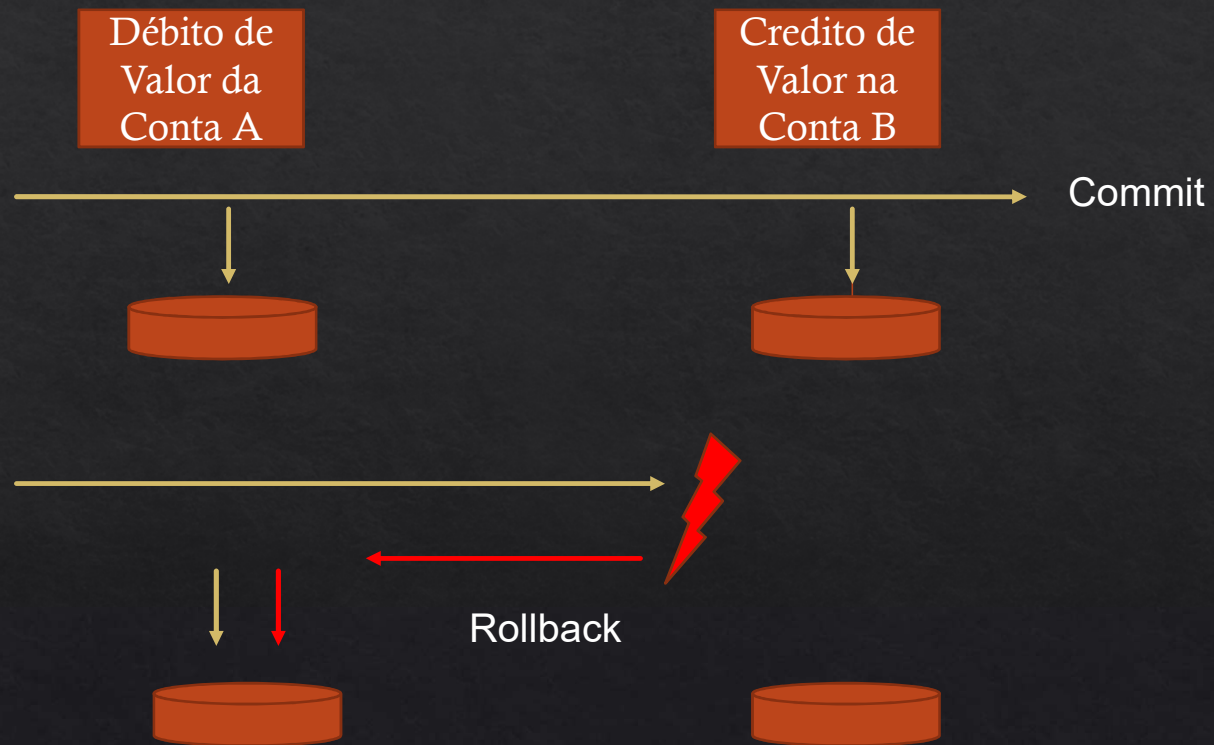 Débito de
Valor da
Conta A
Credito de
Valor na
Conta B
Commit
Rollback